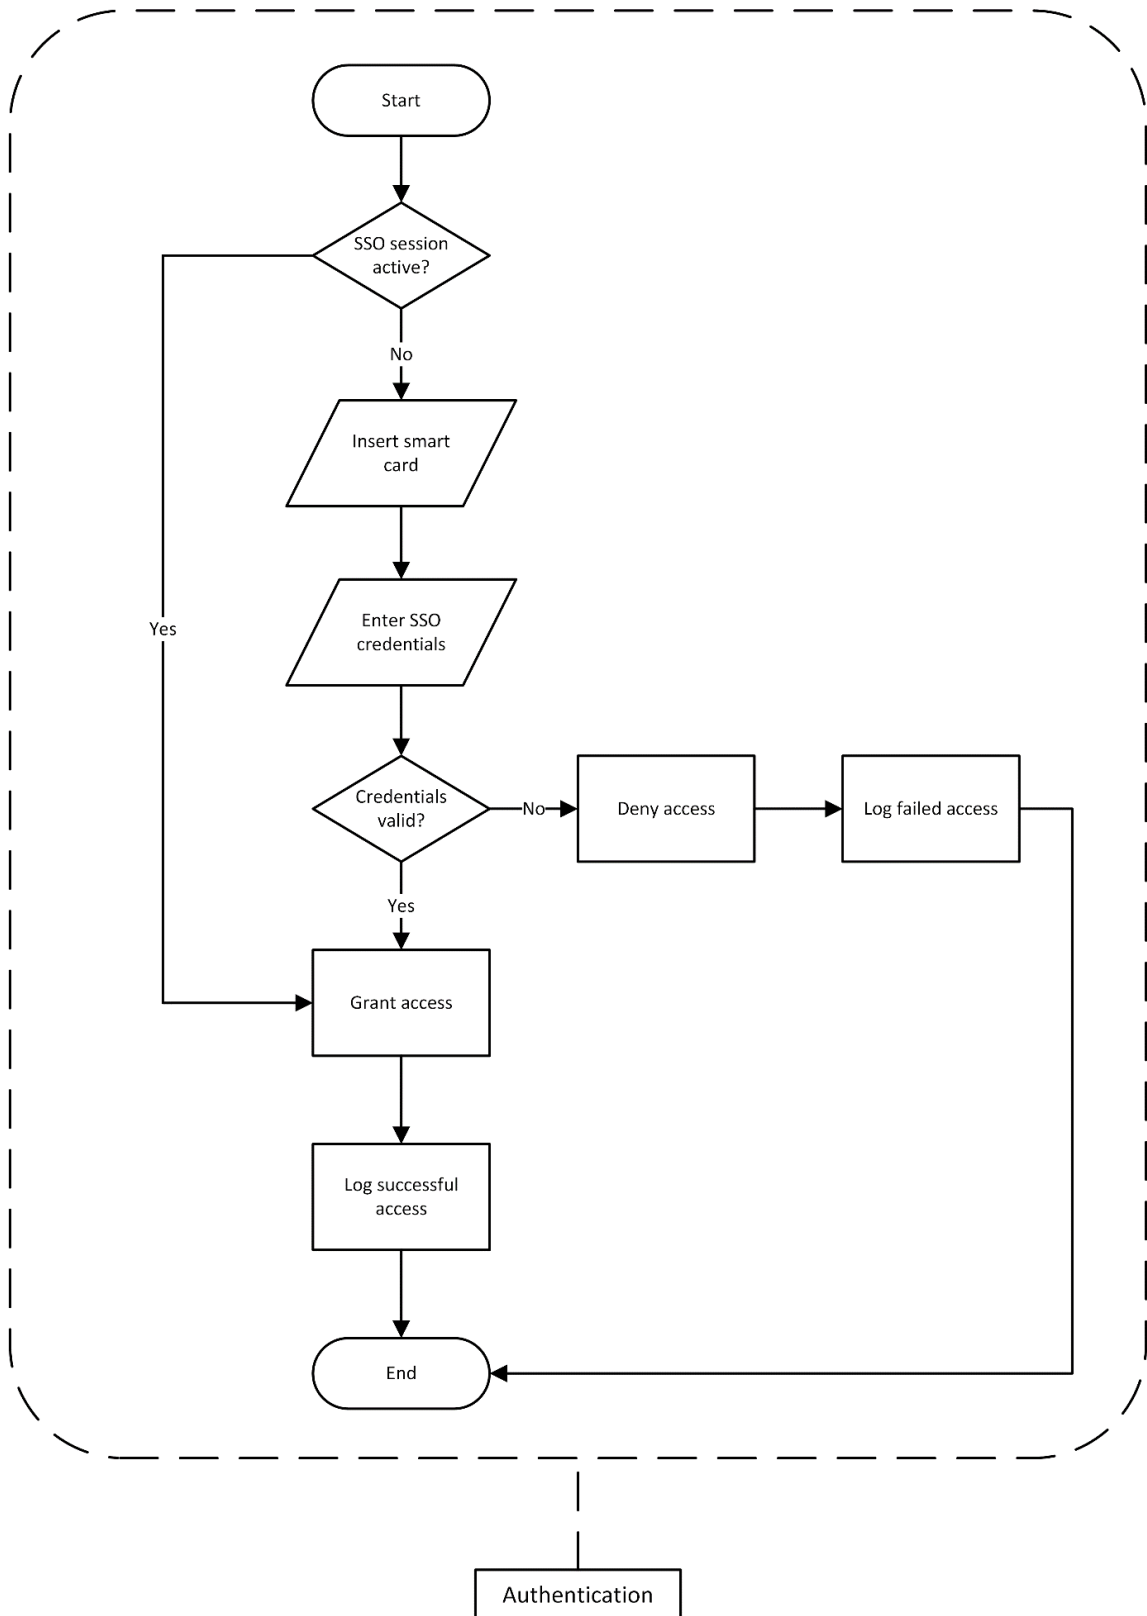 Start
SSO session
active?
No
Insert smart
card
Enter SSO
credentials
Yes
Credentials
valid?
No
Deny access
Log failed access
Yes
Grant access
Log successful
access
End
Authentication